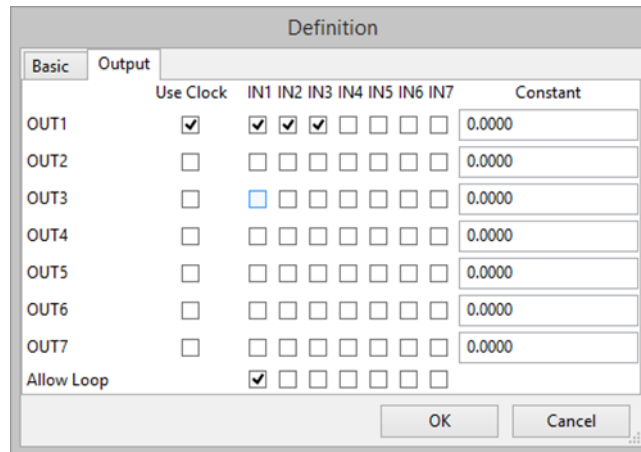 Definition
Basic Output
Use Clock IN1 IN2 IN3 IN4 IN5 IN6 IN7 Constant
OUT1 0.0000
OUT2 0.0000
OUT3 0.0000
OUT4 0.0000
OUT5 0.0000
OUT6 0.0000
OUT7 0.0000
Allow Loop
OK Cancel